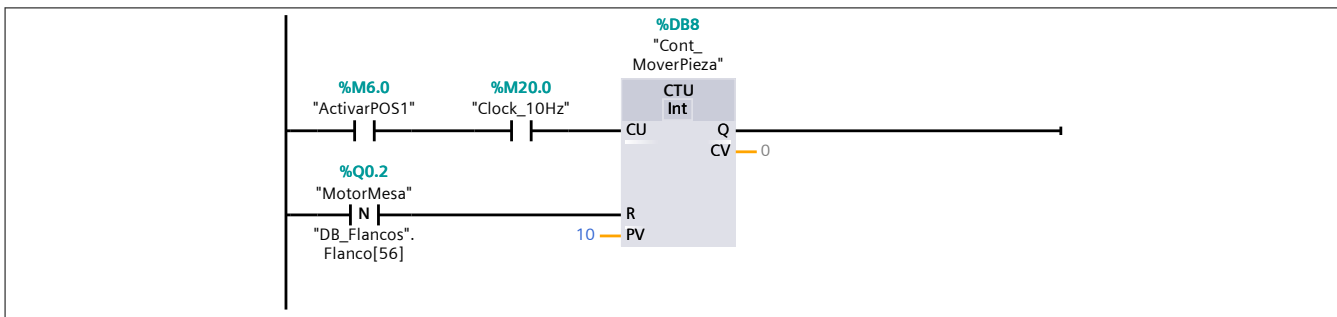 %DB8
"Cont_
MoverPieza"
%M6.0 %M20.0 CTU
"ActivarPOS1" "Clock_10Hz" Int
CU Q
CV 0
%Q0.2
"MotorMesa"
N R
"DB_Flancos". 10 PV
Flanco[56]